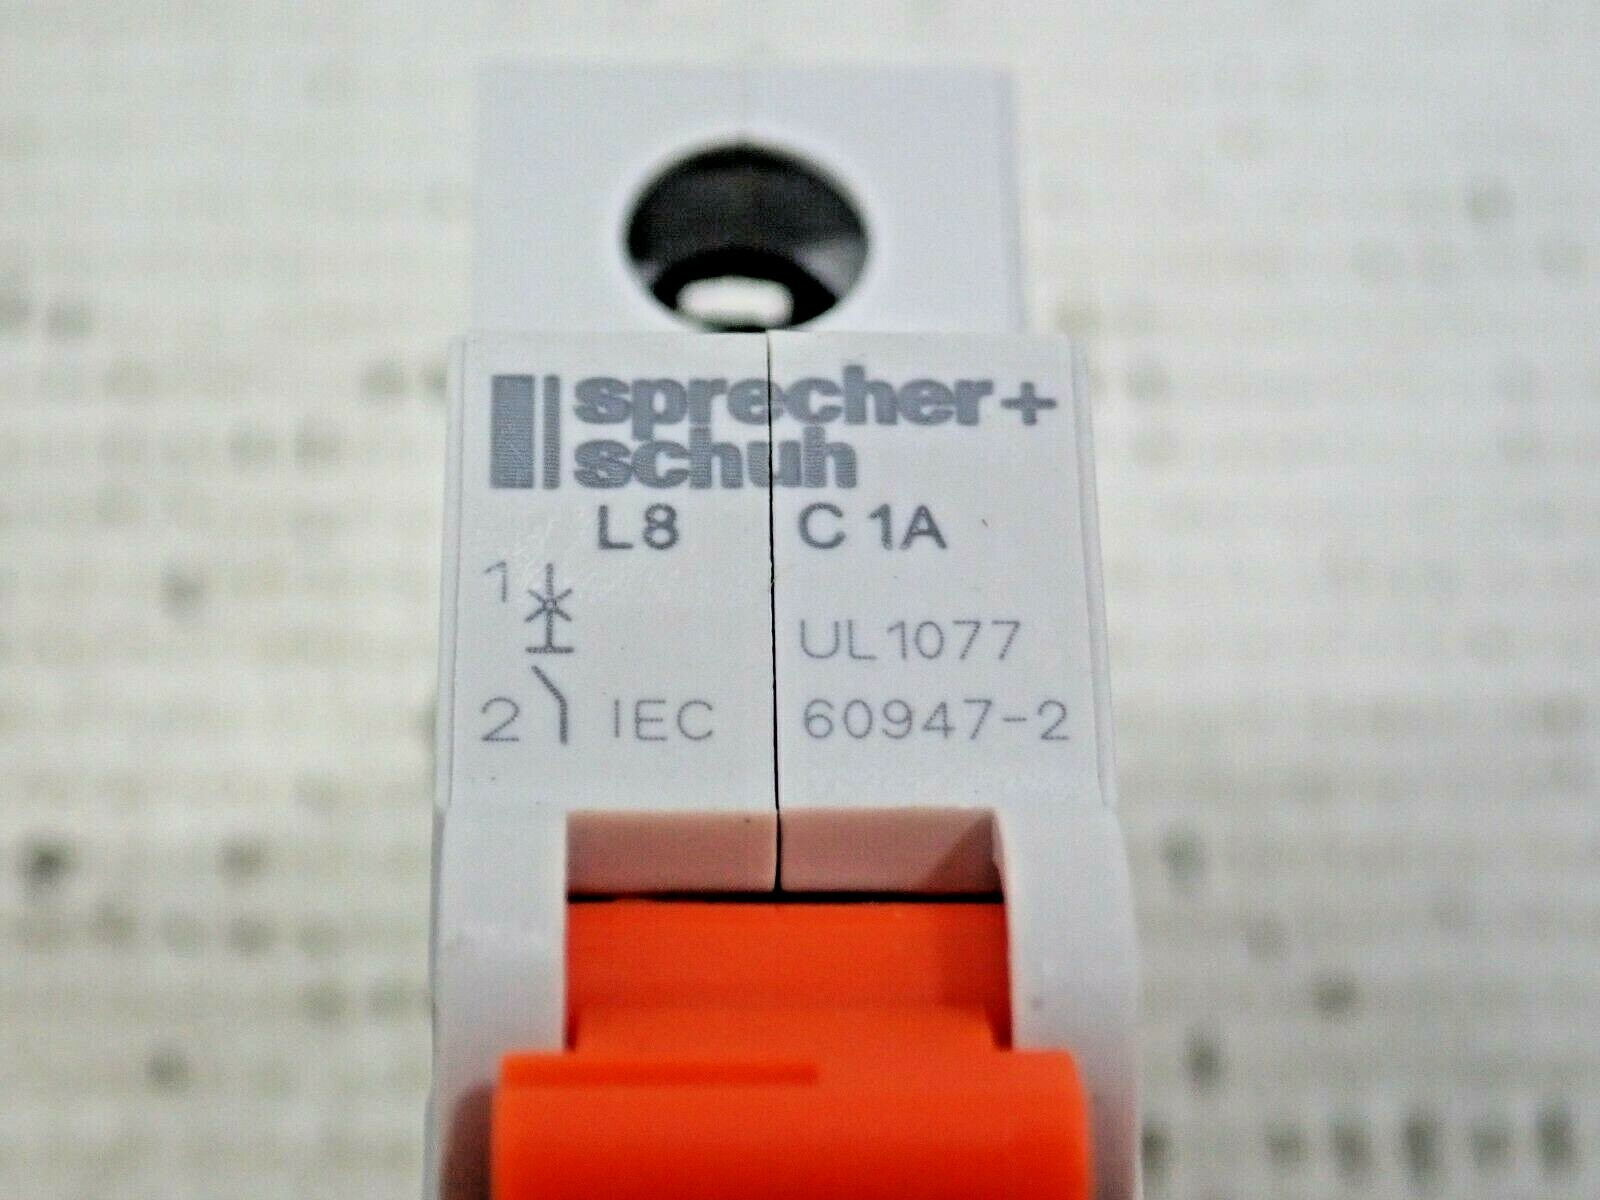 sprecher+
schuh
L8 C 1A
1
UL1077
2 IEC 60947-2